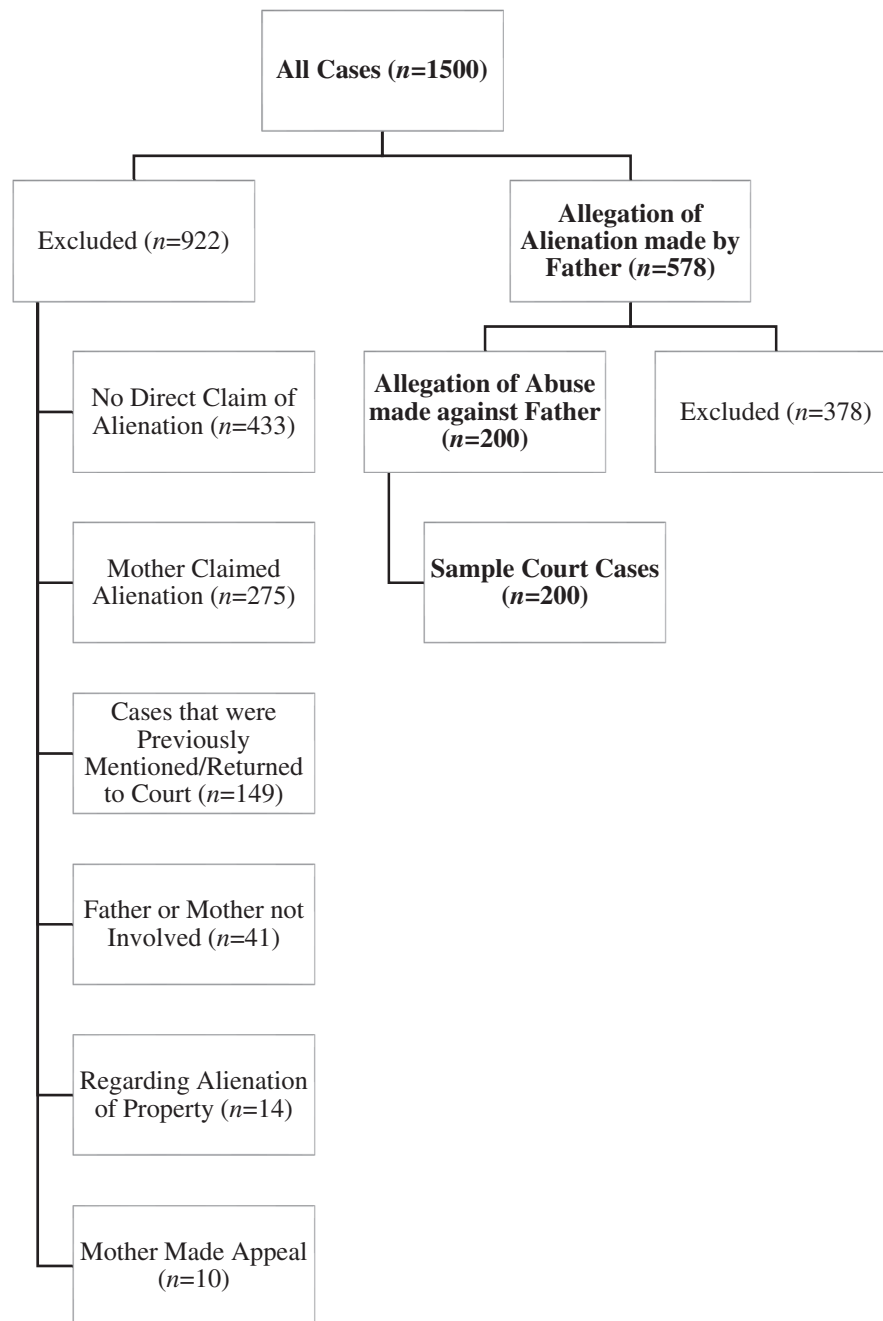 All Cases (n=1500)
Excluded (n=922)
Allegation of
Alienation made by
Father (n=578)
No Direct Claim of
Alienation (n=433)
Allegation of Abuse
made against Father
(n=200)
Excluded (n=378)
Mother Claimed
Alienation (n=275)
Sample Court Cases
(n=200)
Cases that were
Previously
Mentioned/Returned
to Court (n=149)
Father or Mother not
Involved (n=41)
Regarding Alienation
of Property (n=14)
Mother Made Appeal
(n=10)